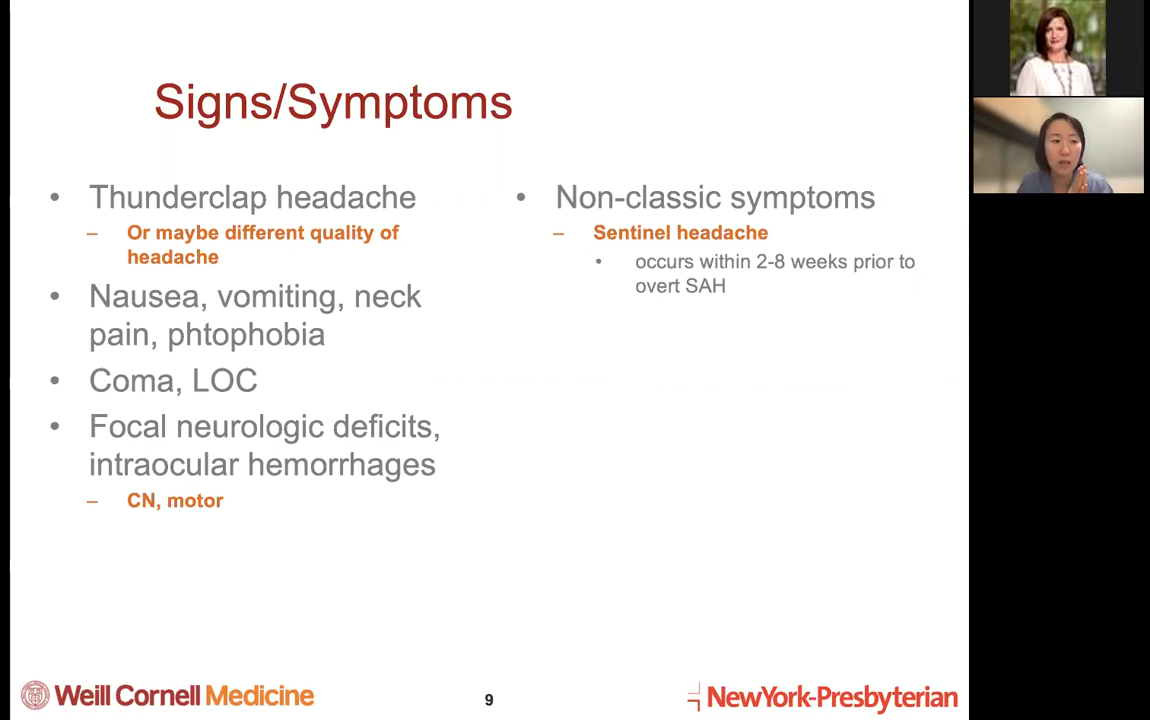 Signs/Symptoms
• Thunderclap headache
– Or maybe different quality of
headache
• Nausea, vomiting, neck
pain, phtophobia
• Coma, LOC
• Focal neurologic deficits,
intraocular hemorrhages
– CN, motor
• Non-classic symptoms
– Sentinel headache
• occurs within 2-8 weeks prior to
overt SAH
Weill Cornell Medicine
9
NewYork-Presbyterian